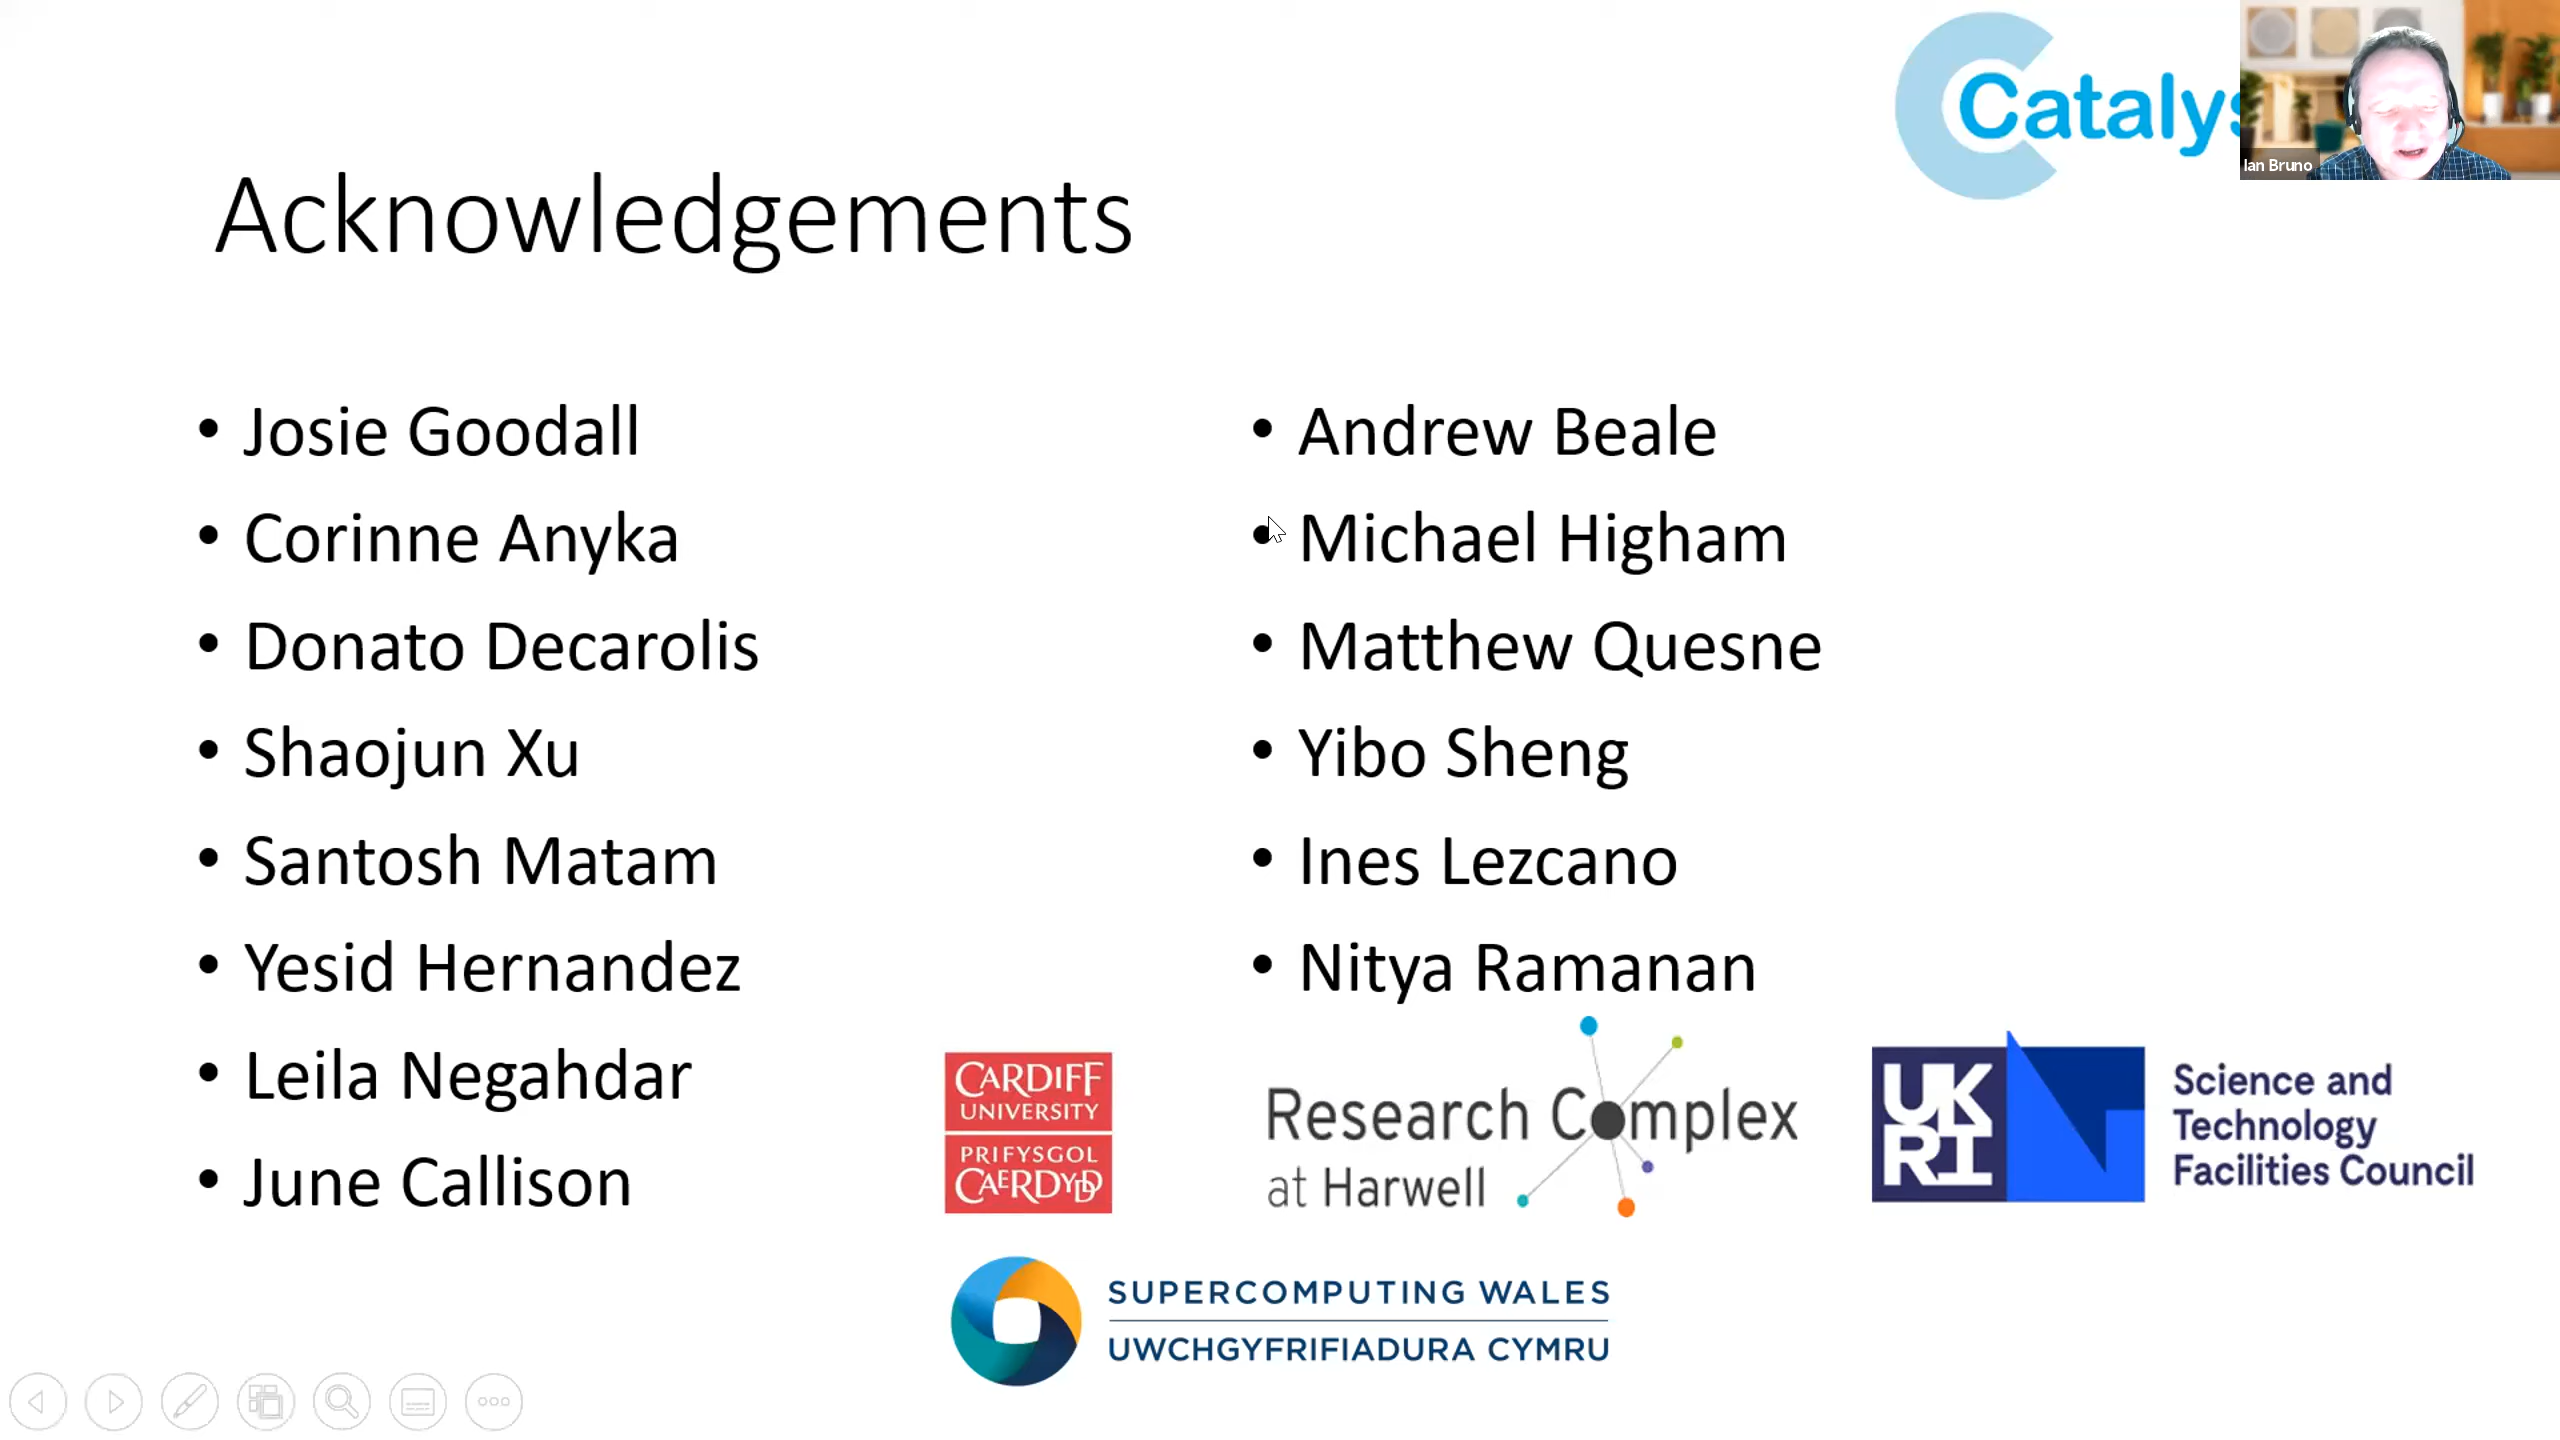 Catalys
Ian Bruno
Acknowledgements
• Josie Goodall
• Corinne Anyka
• Donato Decarolis
• Shaojun Xu
• Santosh Matam
• Yesid Hernandez
• Leila Negahdar
• June Callison
• Andrew Beale
• Michael Higham
• Matthew Quesne
• Yibo Sheng
• Ines Lezcano
• Nitya Ramanan
CARDIFF
UNIVERSITY
PRIFYSGOL
CAERDYDD
Research Complex
at Harwell
UK
RI
Science and
Technology
Facilities Council
SUPERCOMPUTING WALES
UWCHGYFRIFIADURA CYMRU